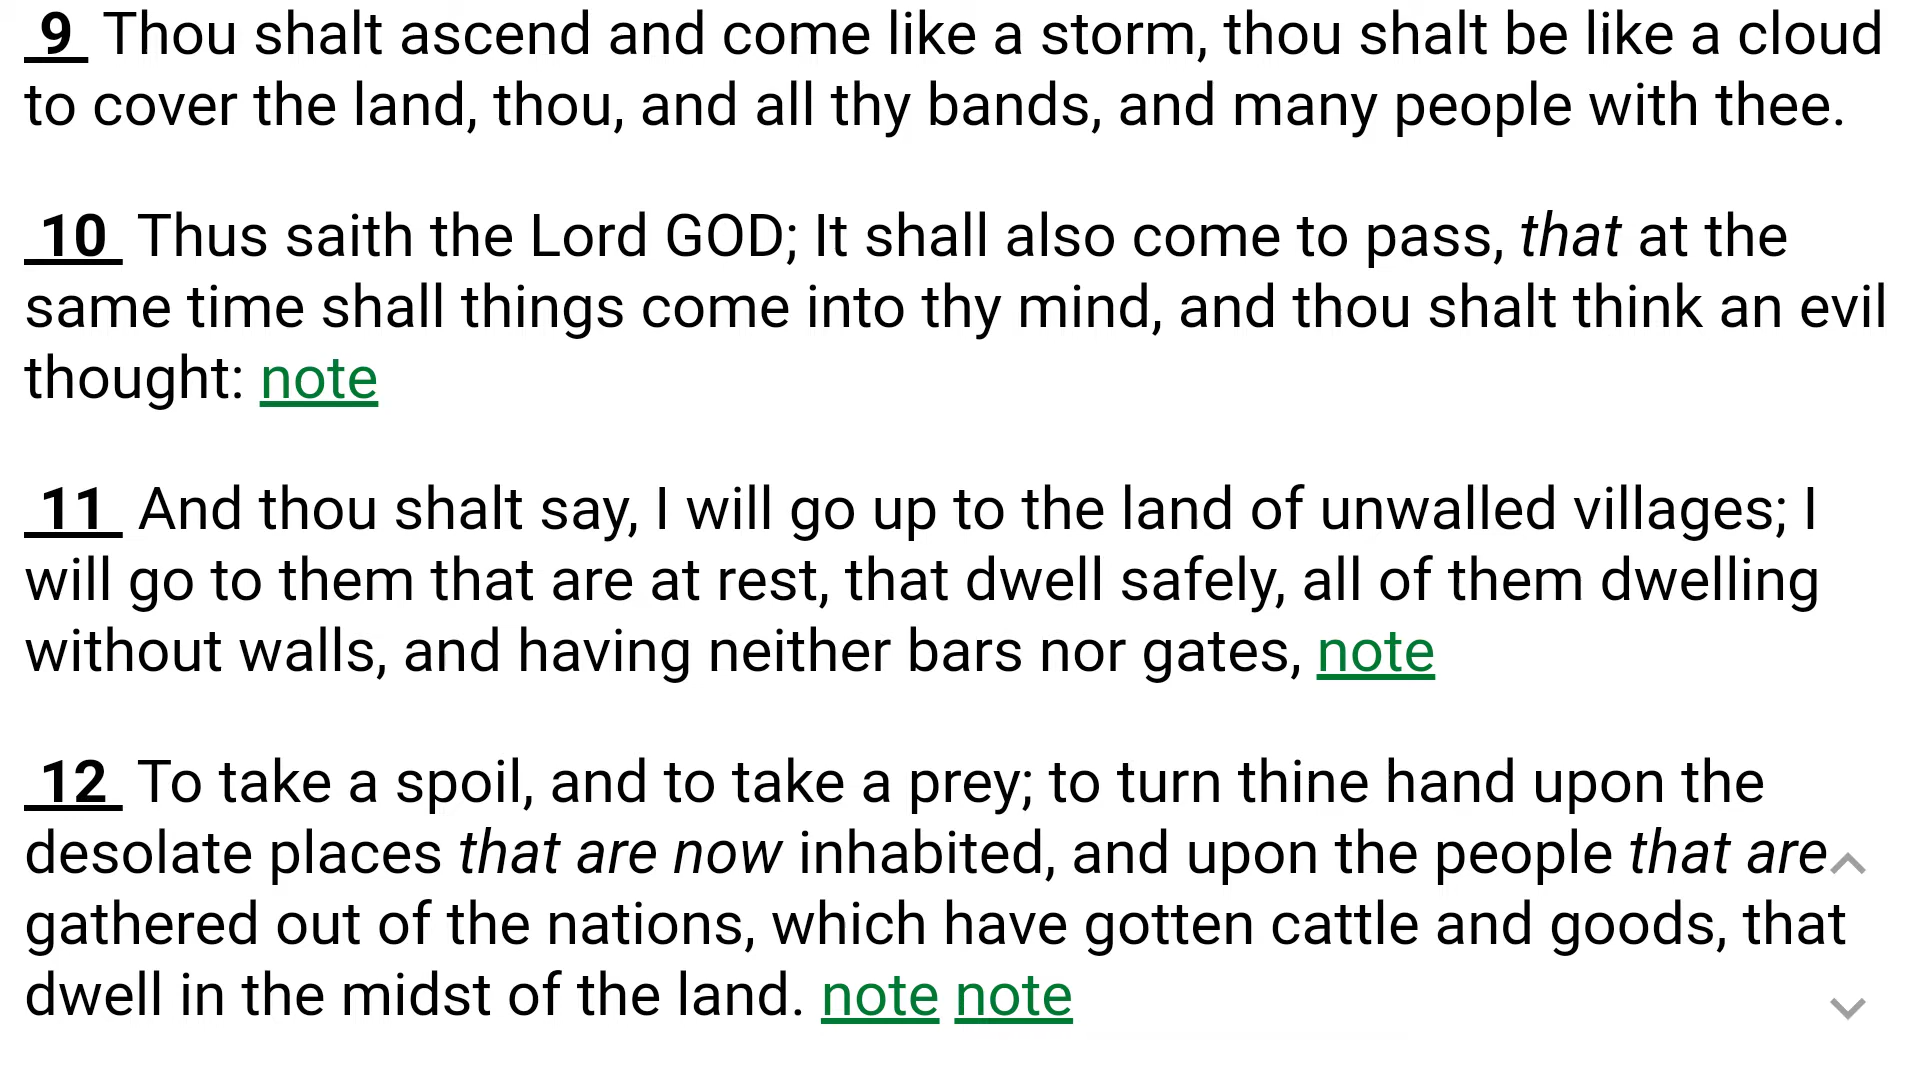 9 Thou shalt ascend and come like a storm, thou shalt be like a cloud
to cover the land, thou, and all thy bands, and many people with thee.
10 Thus saith the Lord GOD; It shall also come to pass, that at the
same time shall things come into thy mind, and thou shalt think an evil
thought: note
11 And thou shalt say, I will go up to the land of unwalled villages; I
will go to them that are at rest, that dwell safely, all of them dwelling
without walls, and having neither bars nor gates, note
12 To take a spoil, and to take a prey; to turn thine hand upon the
desolate places that are now inhabited, and upon the people that are
gathered out of the nations, which have gotten cattle and goods, that
dwell in the midst of the land. note note